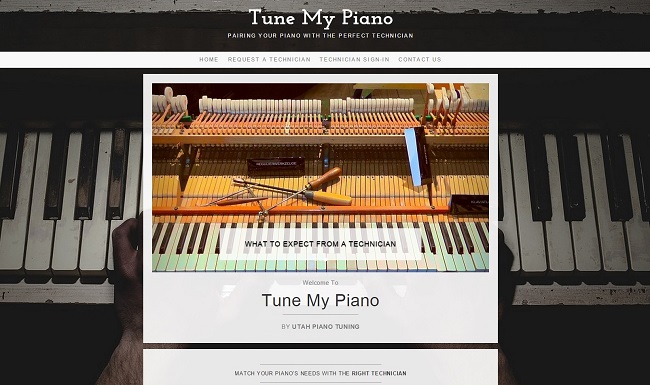 Tune My Piano
PAIRING YOUR PIANO WITH THE PERFECT TECHNICIAN
HOME REQUEST A TECHNICIAN TECHNICIAN SIGN-IN CONTACT US
WHAT TO EXPECT FROM A TECHNICIAN
Welcome To
Tune My Piano
BY UTAH PIANO TUNING
MATCH YOUR PIANO'S NEEDS WITH THE RIGHT TECHNICIAN